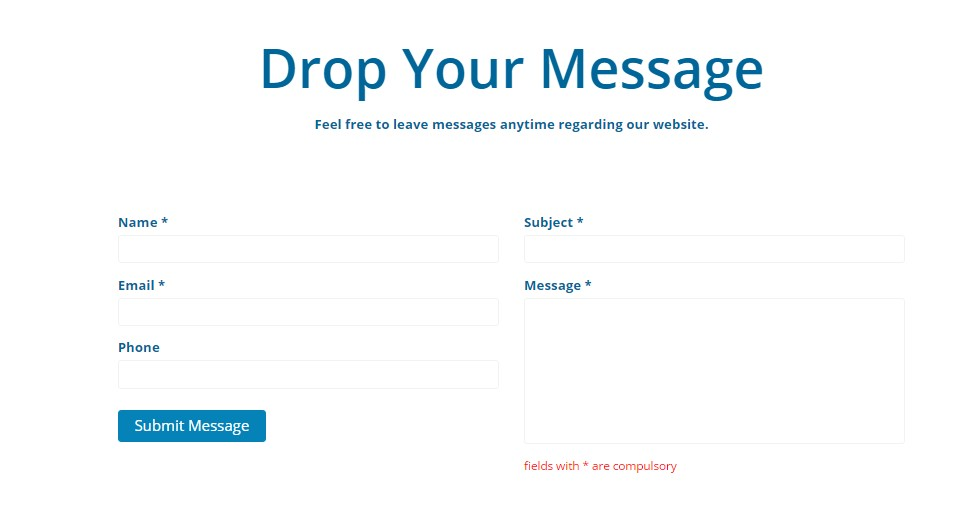 Drop Your Message
Feel free to leave messages anytime regarding our website.
Name *
Email *
Phone
Submit Message
Subject *
Message *
fields with * are compulsory